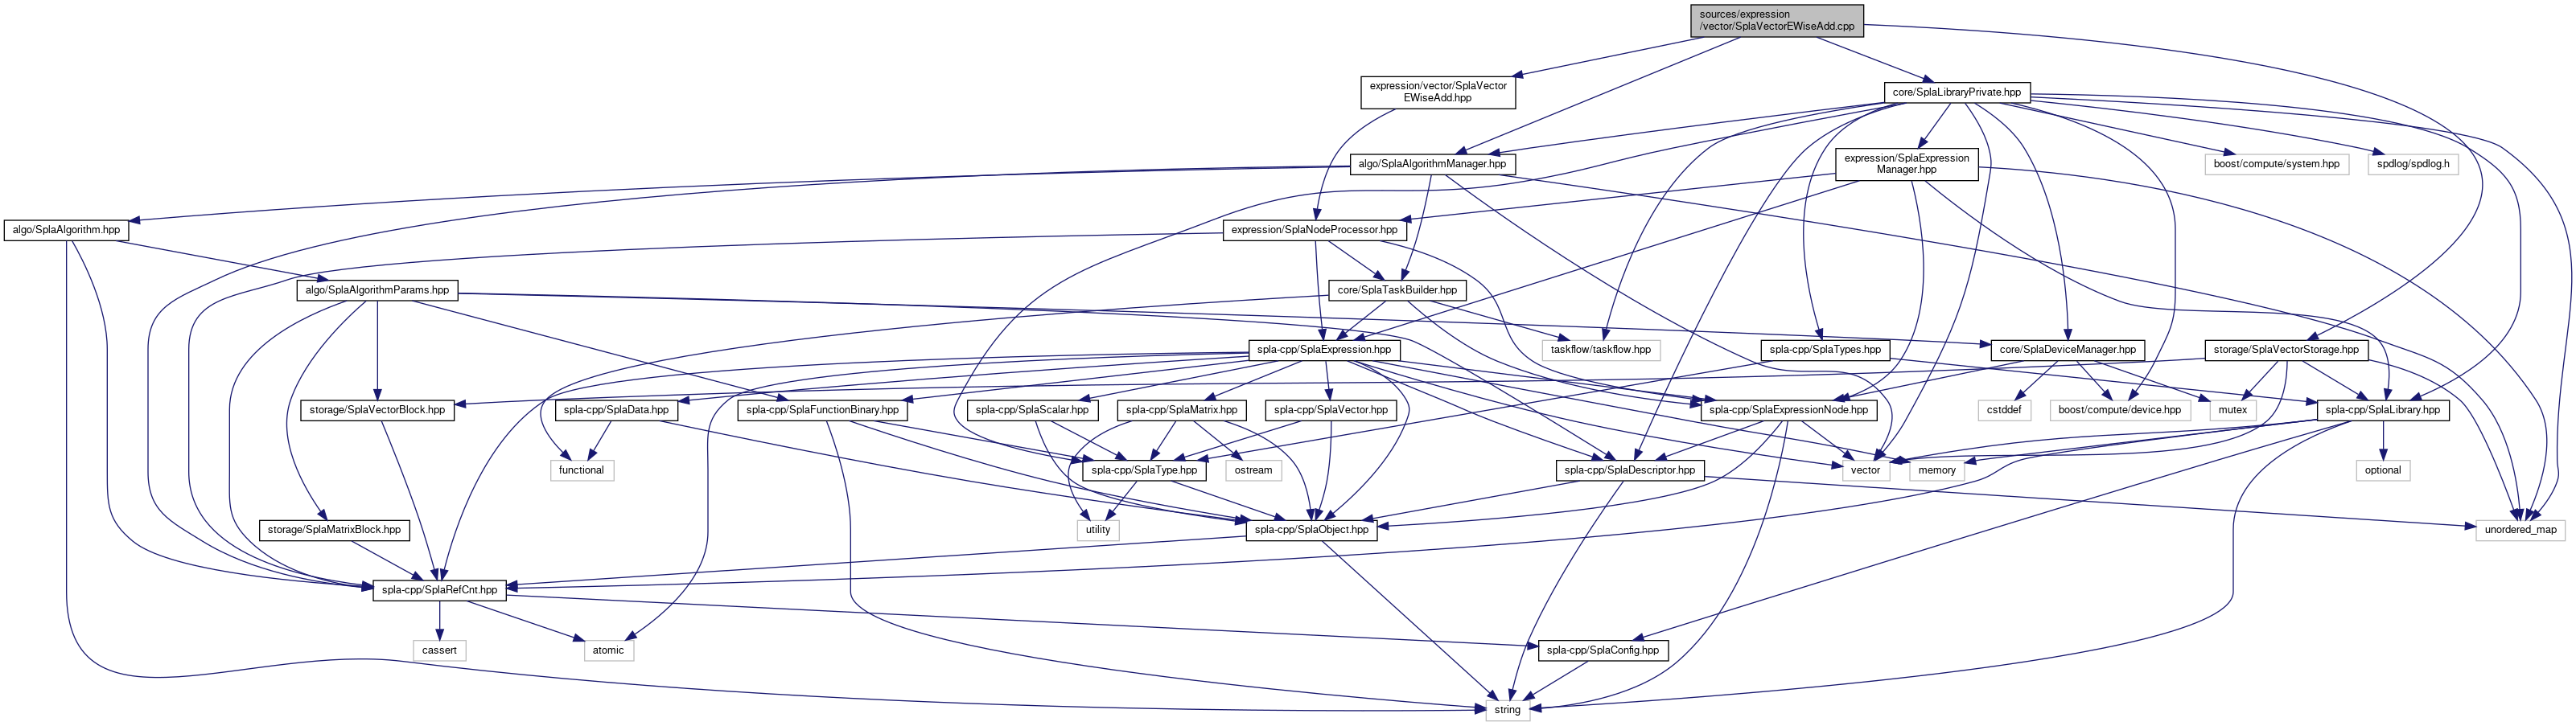 sources/expression
/vector/SplaVectorEWiseAdd.cpp
expression/vector/SplaVector
EWiseAdd.hpp
core/SplaLibraryPrivate.hpp
algo/SplaAlgorithmManager.hpp
expression/SplaExpression
Manager.hpp
boost/compute/system.hpp
spdlog/spdlog.h
algo/SplaAlgorithm.hpp
expression/SplaNodeProcessor.hpp
algo/SplaAlgorithmParams.hpp
core/SplaTaskBuilder.hpp
spla-cpp/SplaExpression.hpp
taskflow/taskflow.hpp
spla-cpp/SplaTypes.hpp
core/SplaDeviceManager.hpp
storage/SplaVectorStorage.hpp
storage/SplaVectorBlock.hpp
spla-cpp/SplaData.hpp
spla-cpp/SplaFunctionBinary.hpp
spla-cpp/SplaScalar.hpp
spla-cpp/SplaMatrix.hpp
spla-cpp/SplaVector.hpp
spla-cpp/SplaExpressionNode.hpp
cstddef
boost/compute/device.hpp
mutex
spla-cpp/SplaLibrary.hpp
functional
spla-cpp/SplaType.hpp
ostream
spla-cpp/SplaDescriptor.hpp
vector
memory
optional
storage/SplaMatrixBlock.hpp
utility
spla-cpp/SplaObject.hpp
unordered_map
spla-cpp/SplaRefCnt.hpp
cassert
atomic
spla-cpp/SplaConfig.hpp
string